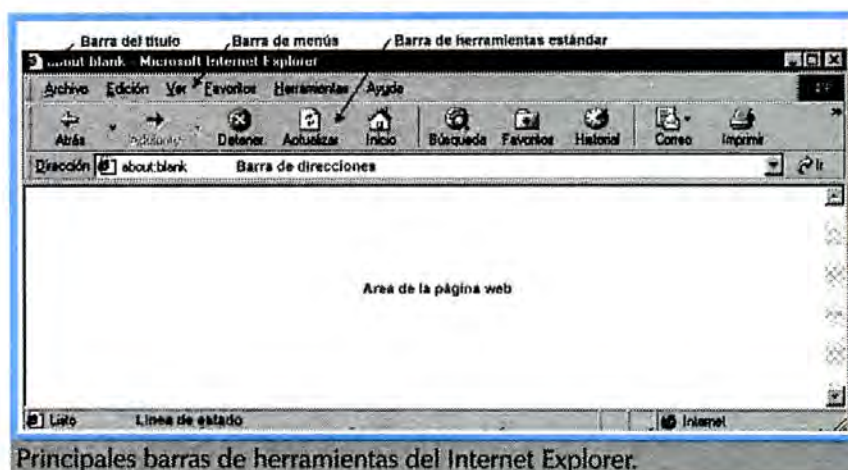 Barra del título Barra de menús Barra de herramientas estándar
about:blank - Microsoft Internet Explorer
Archivo Edición Ver Favoritos Herramientas Ayuda
Atrás Adelante Detener Actualizar Inicio Búsqueda Favoritos Historial Correo Imprimir
Dirección about:blank Barra de direcciones Ir
Area de la página web
Listo Linea de estado Internet
Principales barras de herramientas del Internet Explorer.